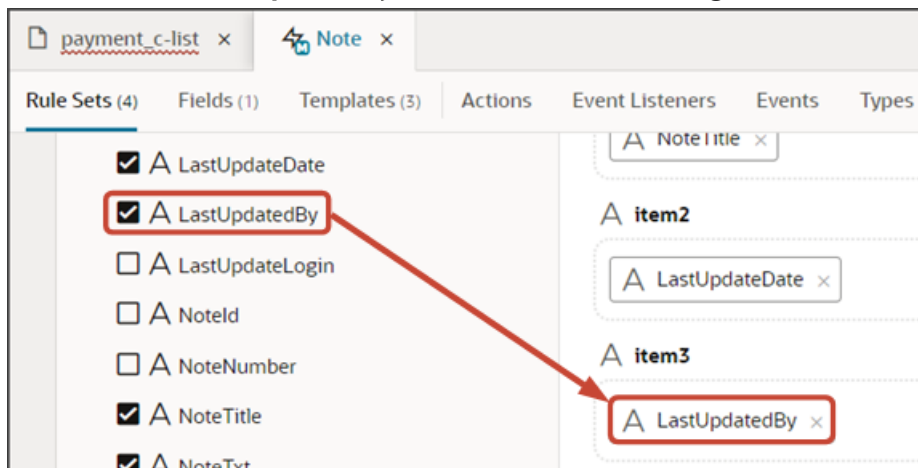 payment_c-list × Note ×
Rule Sets (4) Fields (1) Templates (3) Actions Event Listeners Events Types
LastUpdateDate
LastUpdatedBy
LastUpdateLogin
NoteId
NoteNumber
NoteTitle
NoteTxt
NoteTitle ×
item2
LastUpdateDate ×
item3
LastUpdatedBy ×